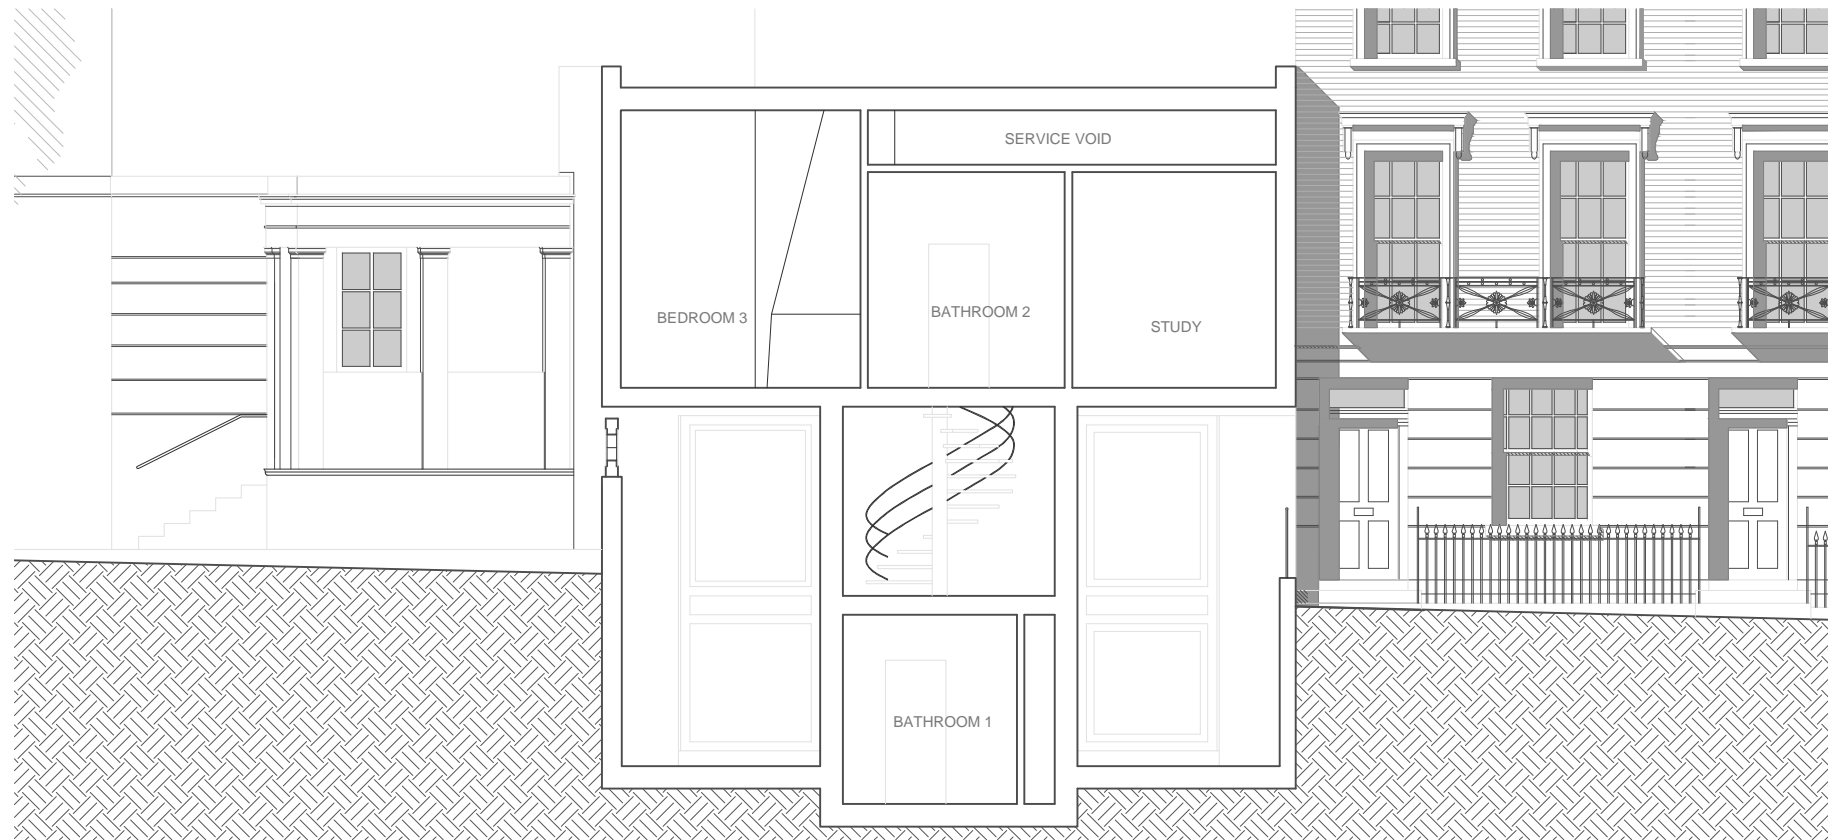 SERVICE VOID
BEDROOM 3
BATHROOM 2
STUDY
BATHROOM 1